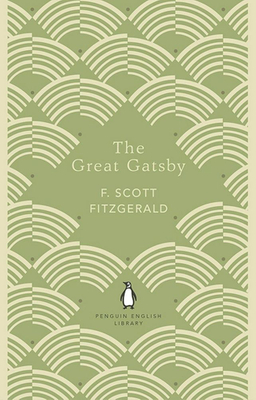 The
Great Gatsby
F. SCOTT
FITZGERALD
PENGUIN ENGLISH
LIBRARY